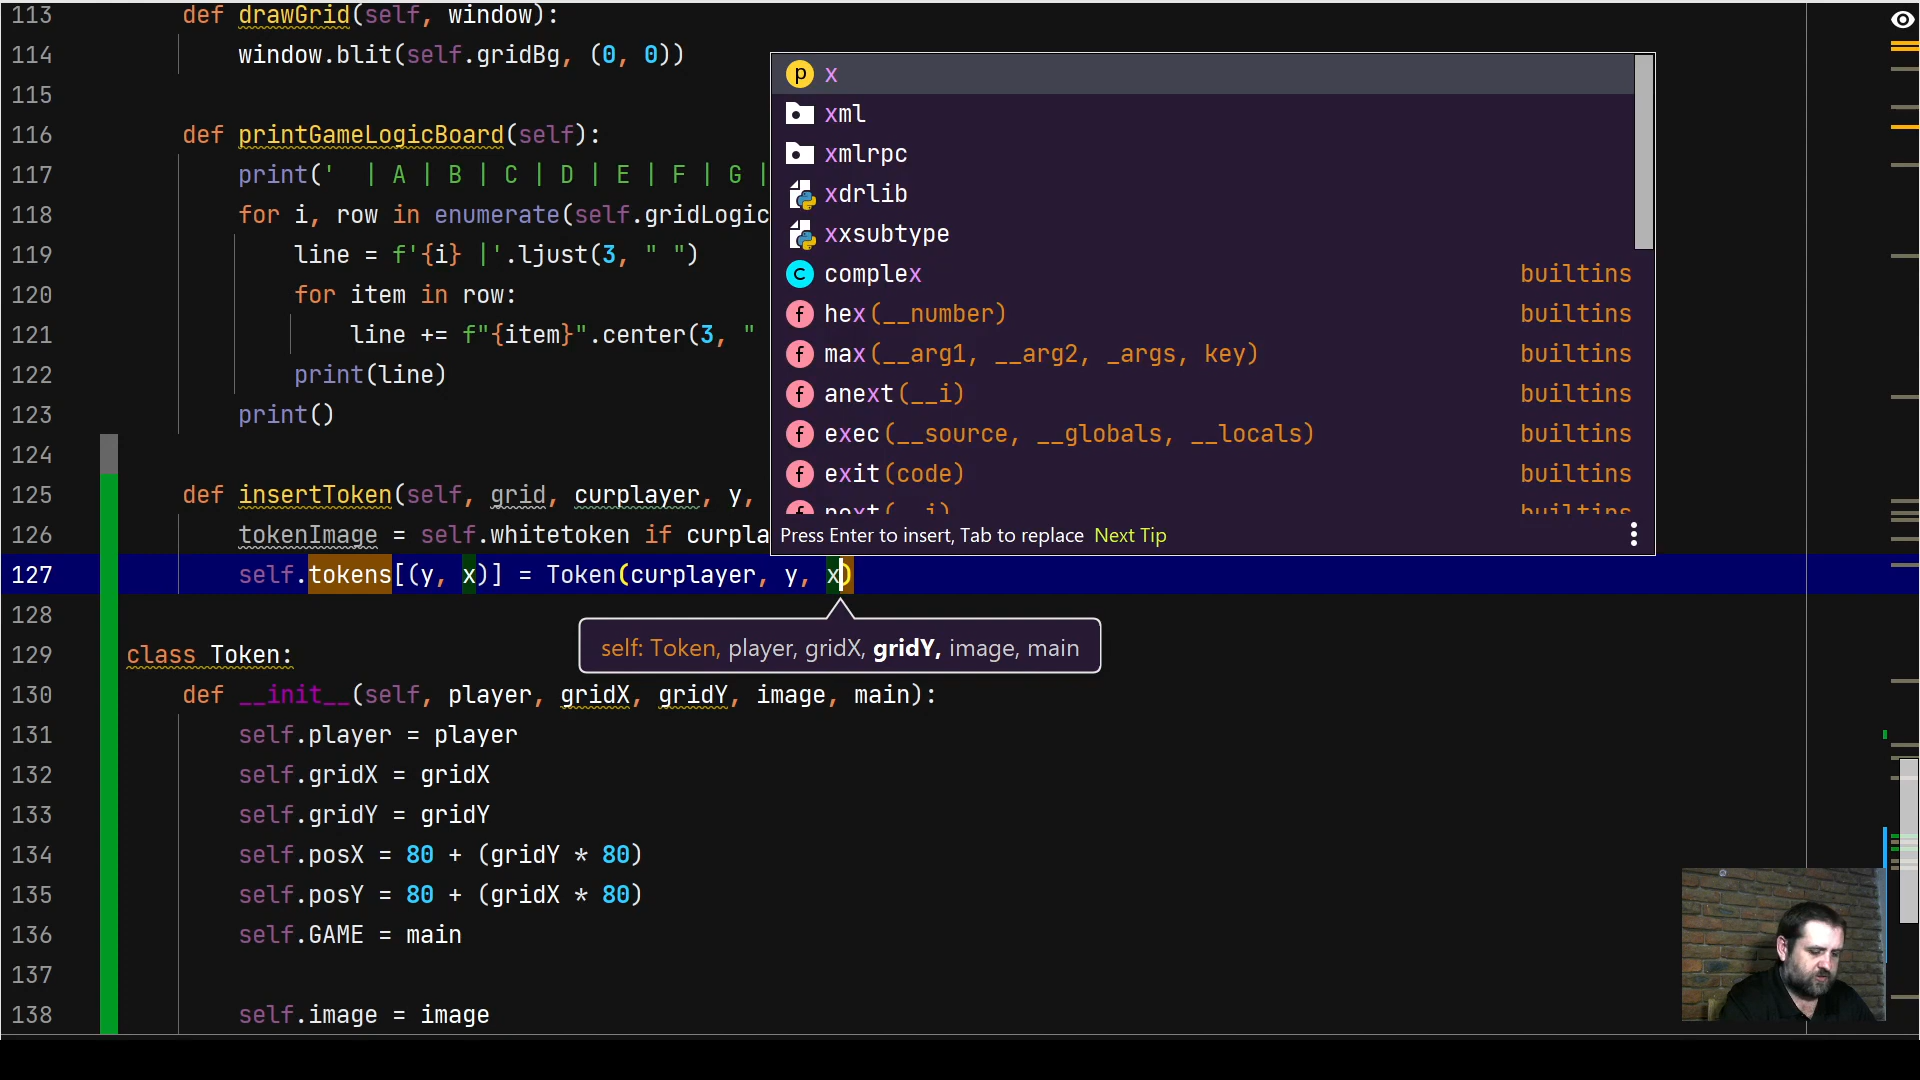 113 def drawGrid(self, window):
114 window.blit(self.gridBg, (0, 0))
115
116 def printGameLogicBoard(self):
117 print('  | A | B | C | D | E | F | G |
118 for i, row in enumerate(self.gridLogic
119 line = f'{i} |'.ljust(3, " ")
120 for item in row:
121 line += f"{item}".center(3, "
122 print(line)
123 print()
124
125 def insertToken(self, grid, curplayer, y,
126 tokenImage = self.whitetoken if curpla
127 self.tokens[(y, x)] = Token(curplayer, y, x)
128
129 class Token:
130 def __init__(self, player, gridX, gridY, image, main):
131 self.player = player
132 self.gridX = gridX
133 self.gridY = gridY
134 self.posX = 80 + (gridY * 80)
135 self.posY = 80 + (gridX * 80)
136 self.GAME = main
137
138 self.image = image
p x
xml
xmlrpc
xdrlib
xxsubtype
C complex builtins
f hex(__number) builtins
f max(__arg1, __arg2, _args, key) builtins
f anext(__i) builtins
f exec(__source, __globals, __locals) builtins
f exit(code) builtins
f next(__i) builtins
Press Enter to insert, Tab to replace Next Tip
self: Token, player, gridX, gridY, image, main